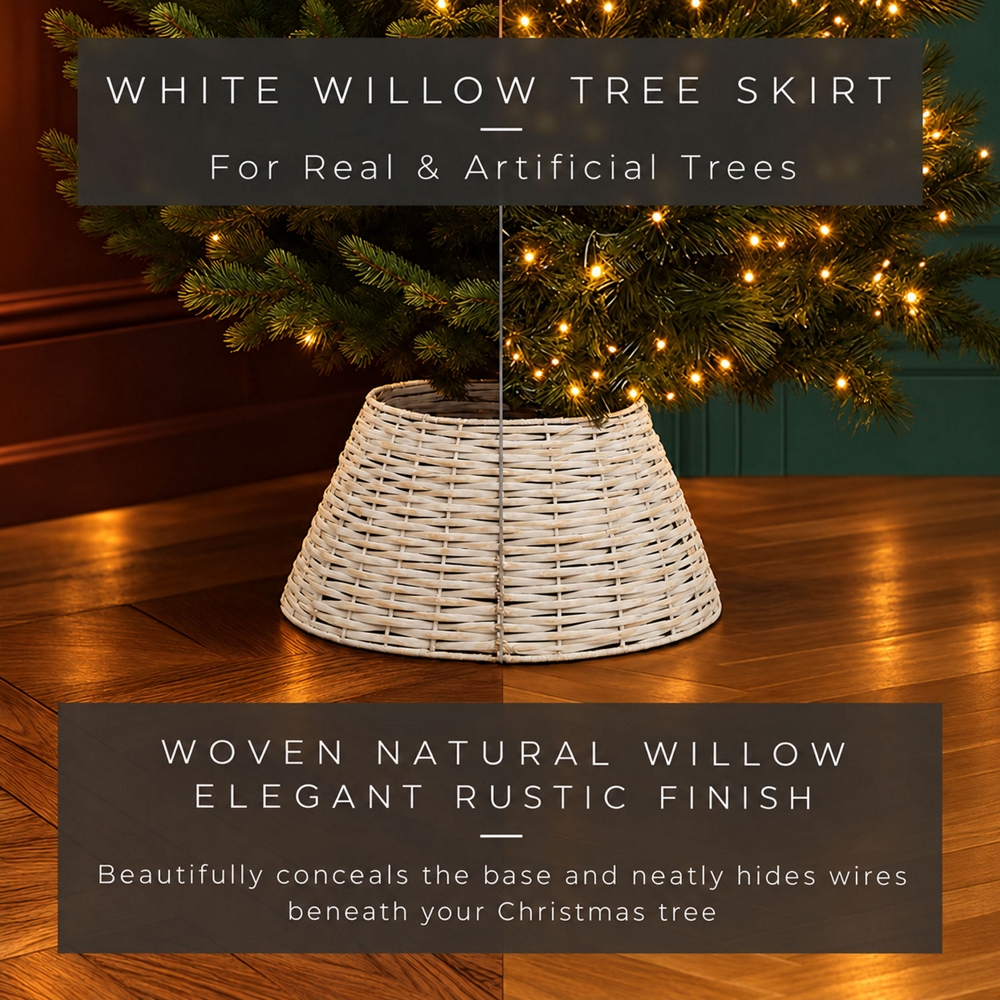 WHITE WILLOW TREE SKIRT
For Real & Artificial Trees
WOVEN NATURAL WILLOW
ELEGANT RUSTIC FINISH
Beautifully conceals the base and neatly hides wires
beneath your Christmas tree